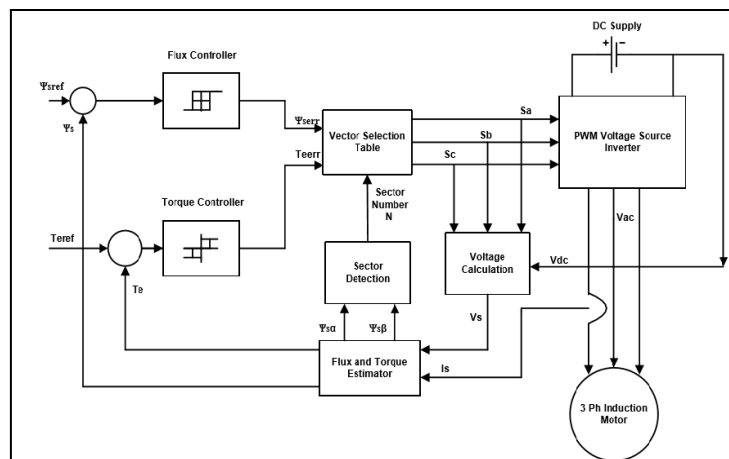 DC Supply
+ −
Flux Controller
Ψsref
Ψs
Ψserr
Vector Selection
Table
Sa
Sb
Sc
PWM Voltage Source
Inverter
Teerr
Sector
Number
N
Torque Controller
Teref
Te
Vac
Sector
Detection
Voltage
Calculation
Vdc
Ψsα
Ψsβ
Vs
Flux and Torque
Estimator
Is
3 Ph Induction
Motor